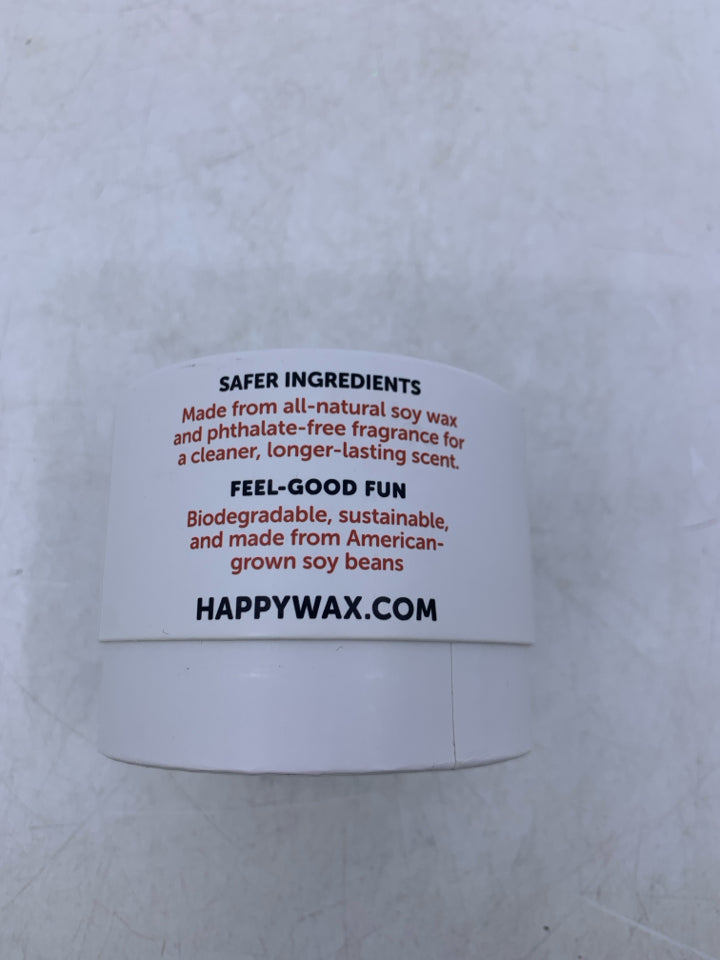 SAFER INGREDIENTS
Made from all-natural soy wax
and phthalate-free fragrance for
a cleaner, longer-lasting scent.
FEEL-GOOD FUN
Biodegradable, sustainable,
and made from American-
grown soy beans
HAPPYWAX.COM